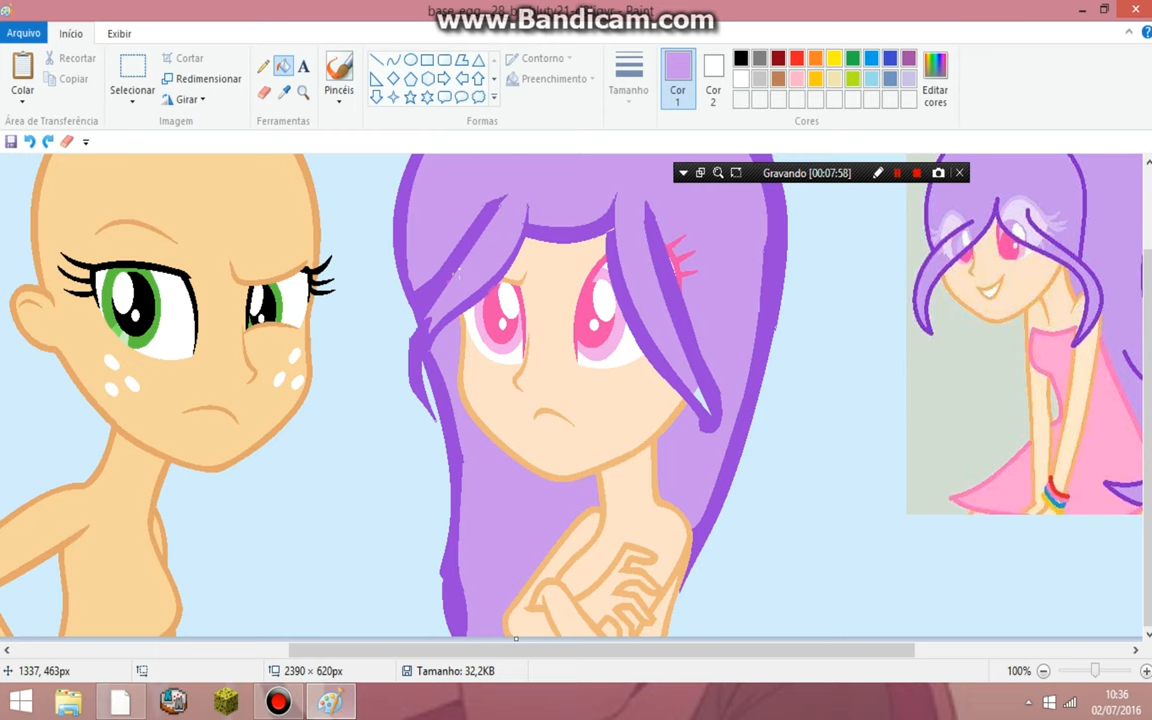 www.Bandicam.com
Arquivo Início Exibir
Colar
Recortar
Copiar
Área de Transferência
Selecionar
Cortar
Redimensionar
Girar
Imagem
A
Ferramentas
Pincéis
Contorno
Preenchimento
Formas
Tamanho
Cor
1
Cor
2
Editar
cores
Cores
Gravando [00:07:58]
1337, 463px
2390 × 620px
Tamanho: 32,2KB
100%
10:36
02/07/2016